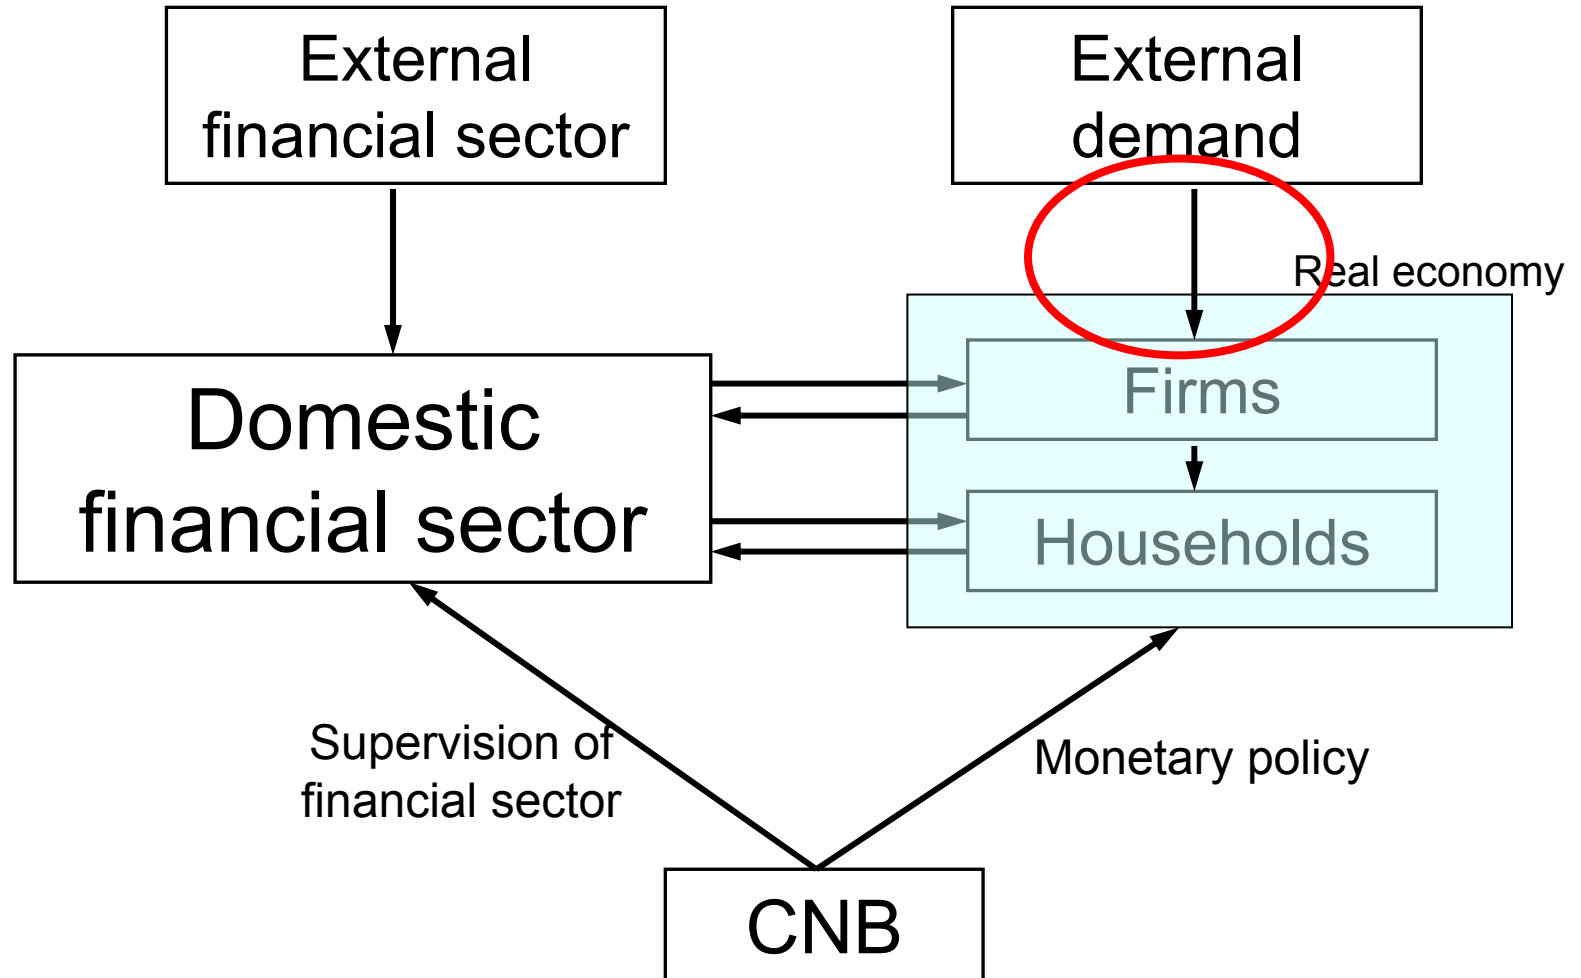 External
financial sector
External
demand
Real economy
Domestic
financial sector
Firms
Households
Supervision of
financial sector
Monetary policy
CNB